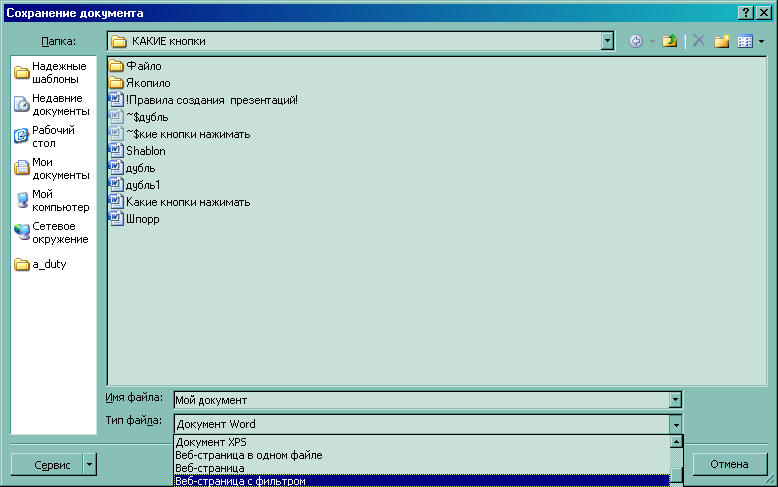 Сохранение документа
Папка:
КАКИЕ кнопки
Надежные
шаблоны
Недавние
документы
Рабочий
стол
Мои
документы
Мой
компьютер
Сетевое
окружение
a_duty
Файло
Якопило
!Правила создания презентаций!
~$дубль
~$кие кнопки нажимать
Shablon
дубль
дубль1
Какие кнопки нажимать
Шпорр
Имя файла:
Мой документ
Тип файла:
Документ Word
Документ XPS
Веб-страница в одном файле
Веб-страница
Веб-страница с фильтром
Сервис
Отмена